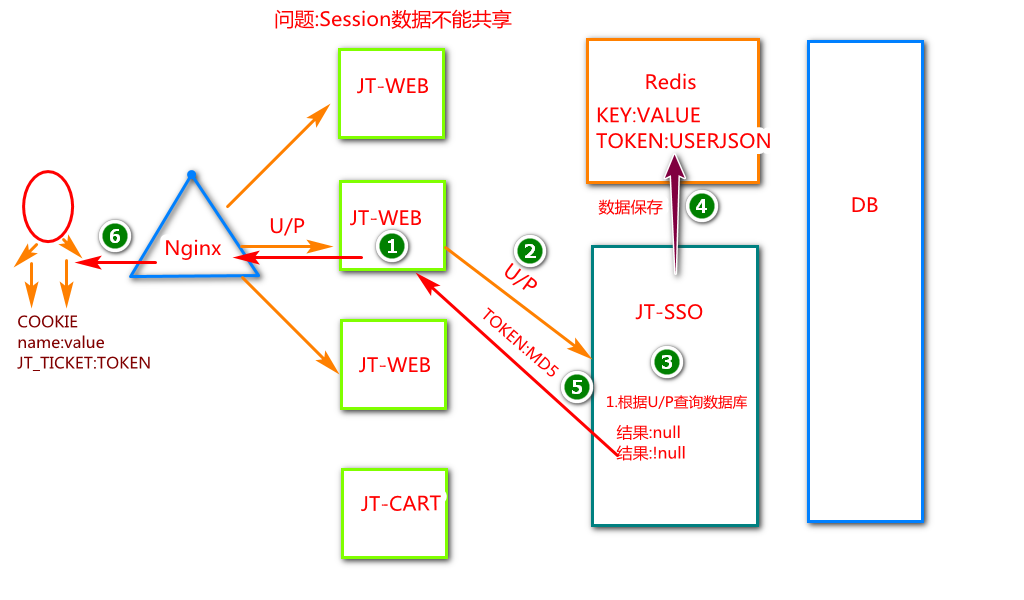 问题:Session数据不能共享
JT-WEB
Redis
KEY:VALUE
TOKEN:USERJSON
U/P
JT-WEB
1
数据保存
4
DB
6
Nginx
2
U/P
COOKIE
name:value
JT_TICKET:TOKEN
JT-WEB
TOKEN:MD5
5
JT-SSO
3
1.根据U/P查询数据库
结果:null
结果:!null
JT-CART